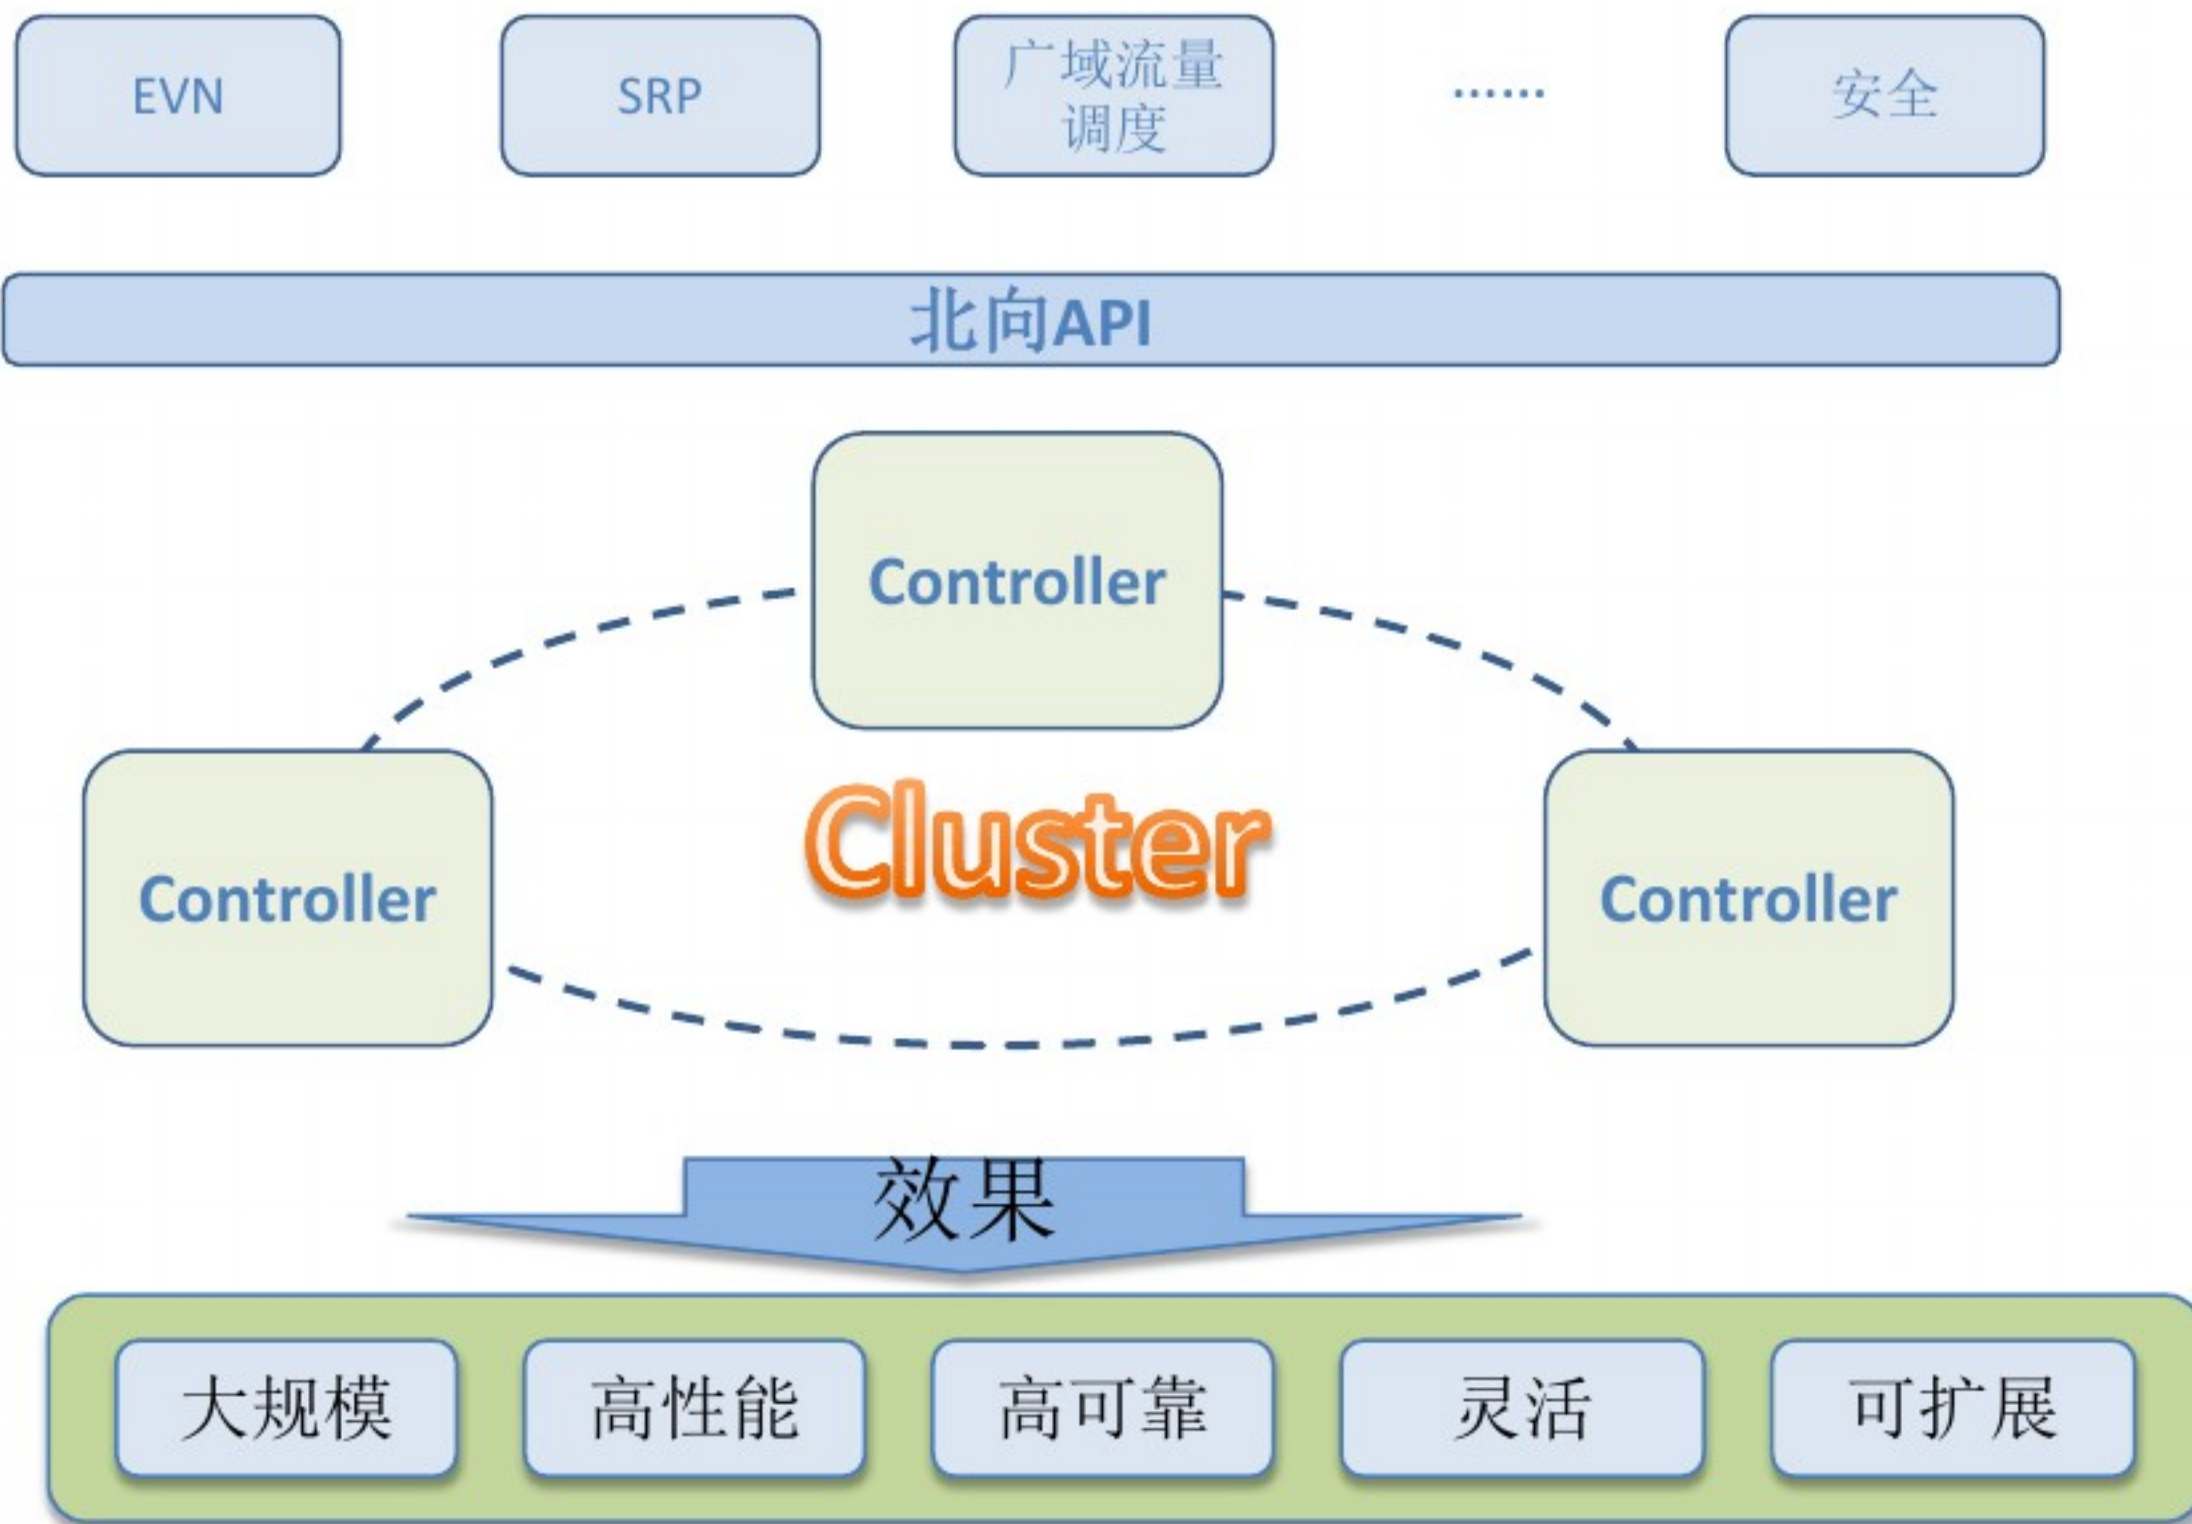 EVN
SRP
广域流量
调度
……
安全
北向API
Controller
Cluster
Controller
Controller
效果
大规模
高性能
高可靠
灵活
可扩展